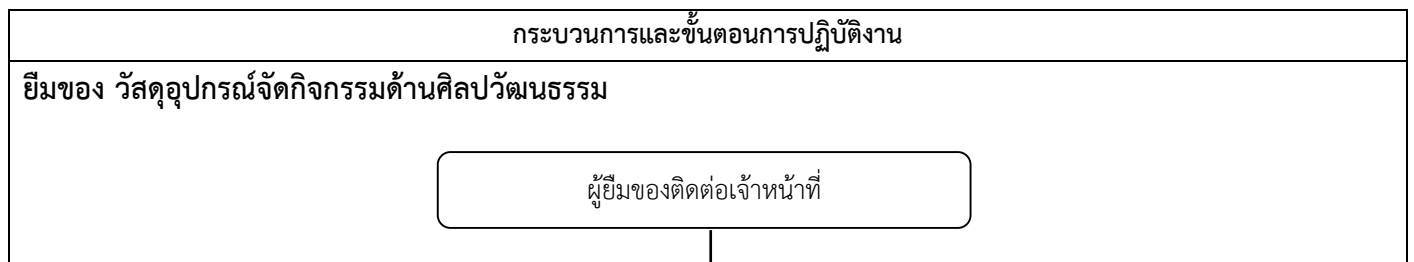 กระบวนการและขั้นตอนการปฏิบัติงาน
ยืมของ วัสดุอุปกรณ์จัดกิจกรรมด้านศิลปวัฒนธรรม
ผู้ยืมของติดต่อเจ้าหน้าที่